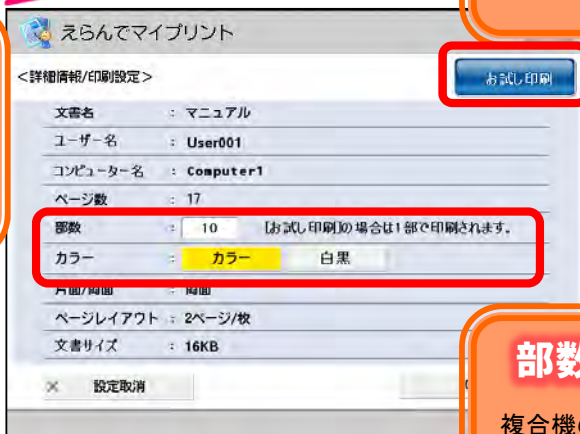 えらんでマイプリント
<詳細情報/印刷設定>
お試し印刷
文書名 : マニュアル
ユーザー名 : User001
コンピューター名 : Computer1
ページ数 : 17
部数 : 10 [お試し印刷]の場合は1部で印刷されます。
カラー : カラー 白黒
片面/両面 : 両面
ページレイアウト : 2ページ/枚
文書サイズ : 16KB
× 設定取消
部数
複合機